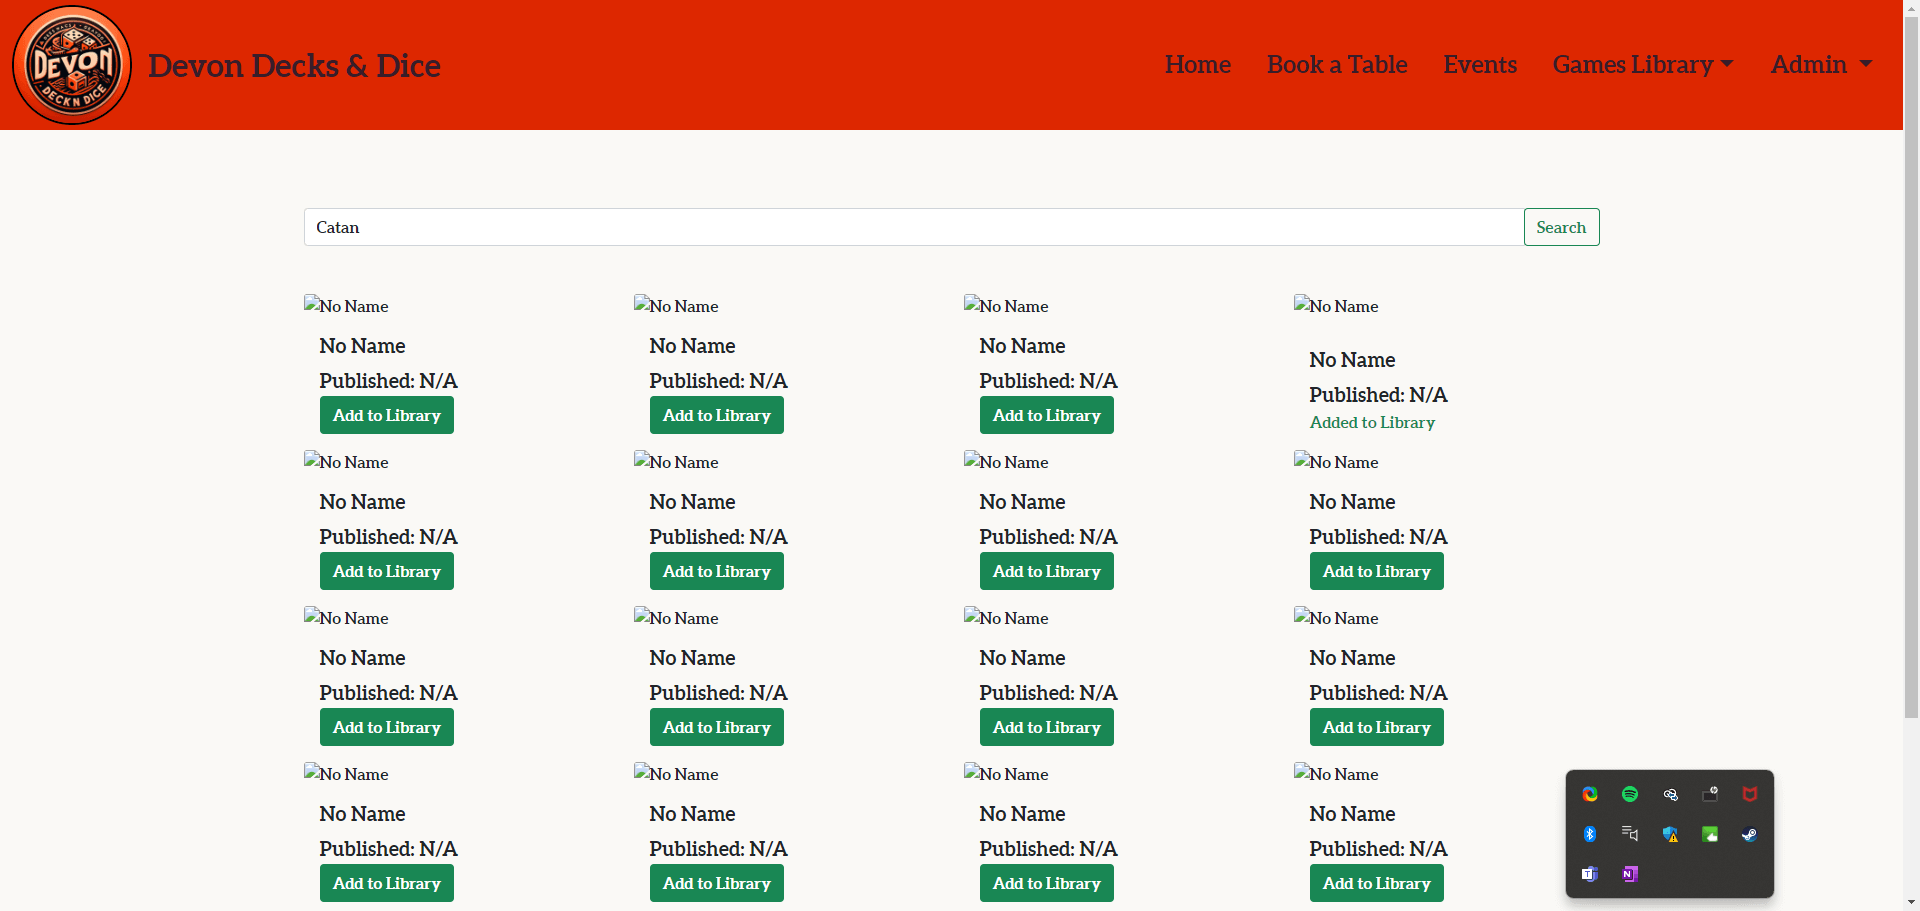 DEVON
DECKN DICE
Devon Decks & Dice
Home
Book a Table
Events
Games Library
Admin
Catan
Search
No Name
No Name
No Name
No Name
No Name
No Name
No Name
No Name
Published: N/A
Published: N/A
Published: N/A
Published: N/A
Add to Library
Add to Library
Add to Library
Added to Library
No Name
No Name
No Name
No Name
No Name
No Name
No Name
No Name
Published: N/A
Published: N/A
Published: N/A
Published: N/A
Add to Library
Add to Library
Add to Library
Add to Library
No Name
No Name
No Name
No Name
No Name
No Name
No Name
No Name
Published: N/A
Published: N/A
Published: N/A
Published: N/A
Add to Library
Add to Library
Add to Library
Add to Library
No Name
No Name
No Name
No Name
No Name
No Name
No Name
No Name
Published: N/A
Published: N/A
Published: N/A
Published: N/A
Add to Library
Add to Library
Add to Library
Add to Library